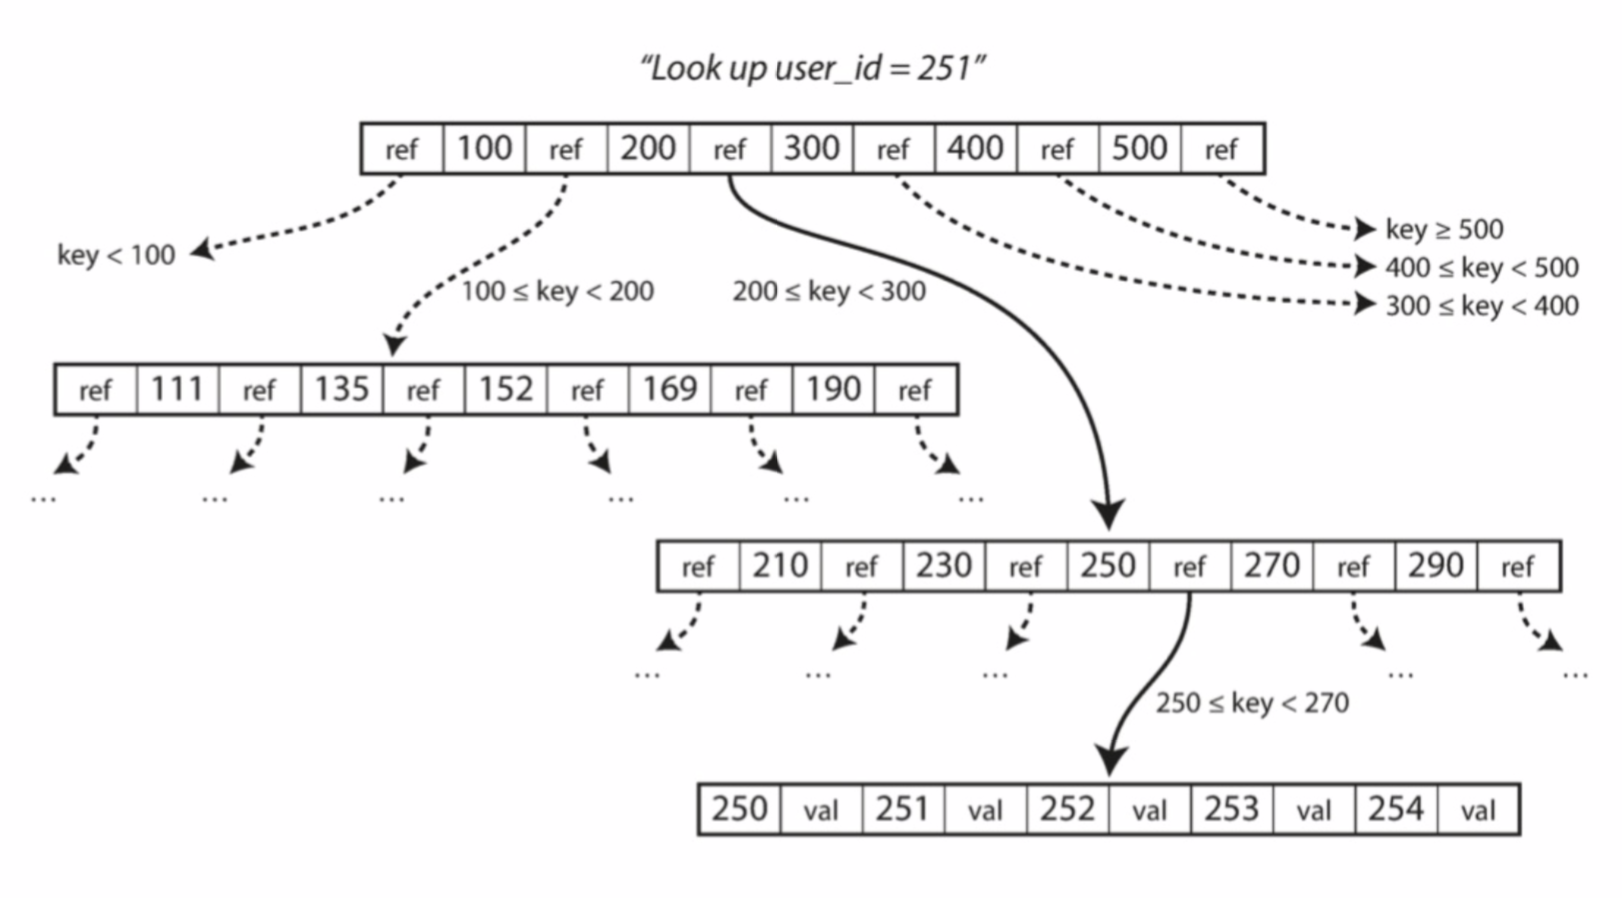 “Look up user_id = 251”
ref 100 ref 200 ref 300 ref 400 ref 500 ref
key < 100
key ≥ 500
400 ≤ key < 500
300 ≤ key < 400
100 ≤ key < 200
200 ≤ key < 300
ref 111 ref 135 ref 152 ref 169 ref 190 ref
... ... ... ... ... ...
ref 210 ref 230 ref 250 ref 270 ref 290 ref
... ... ... ... ...
250 ≤ key < 270
250 val 251 val 252 val 253 val 254 val